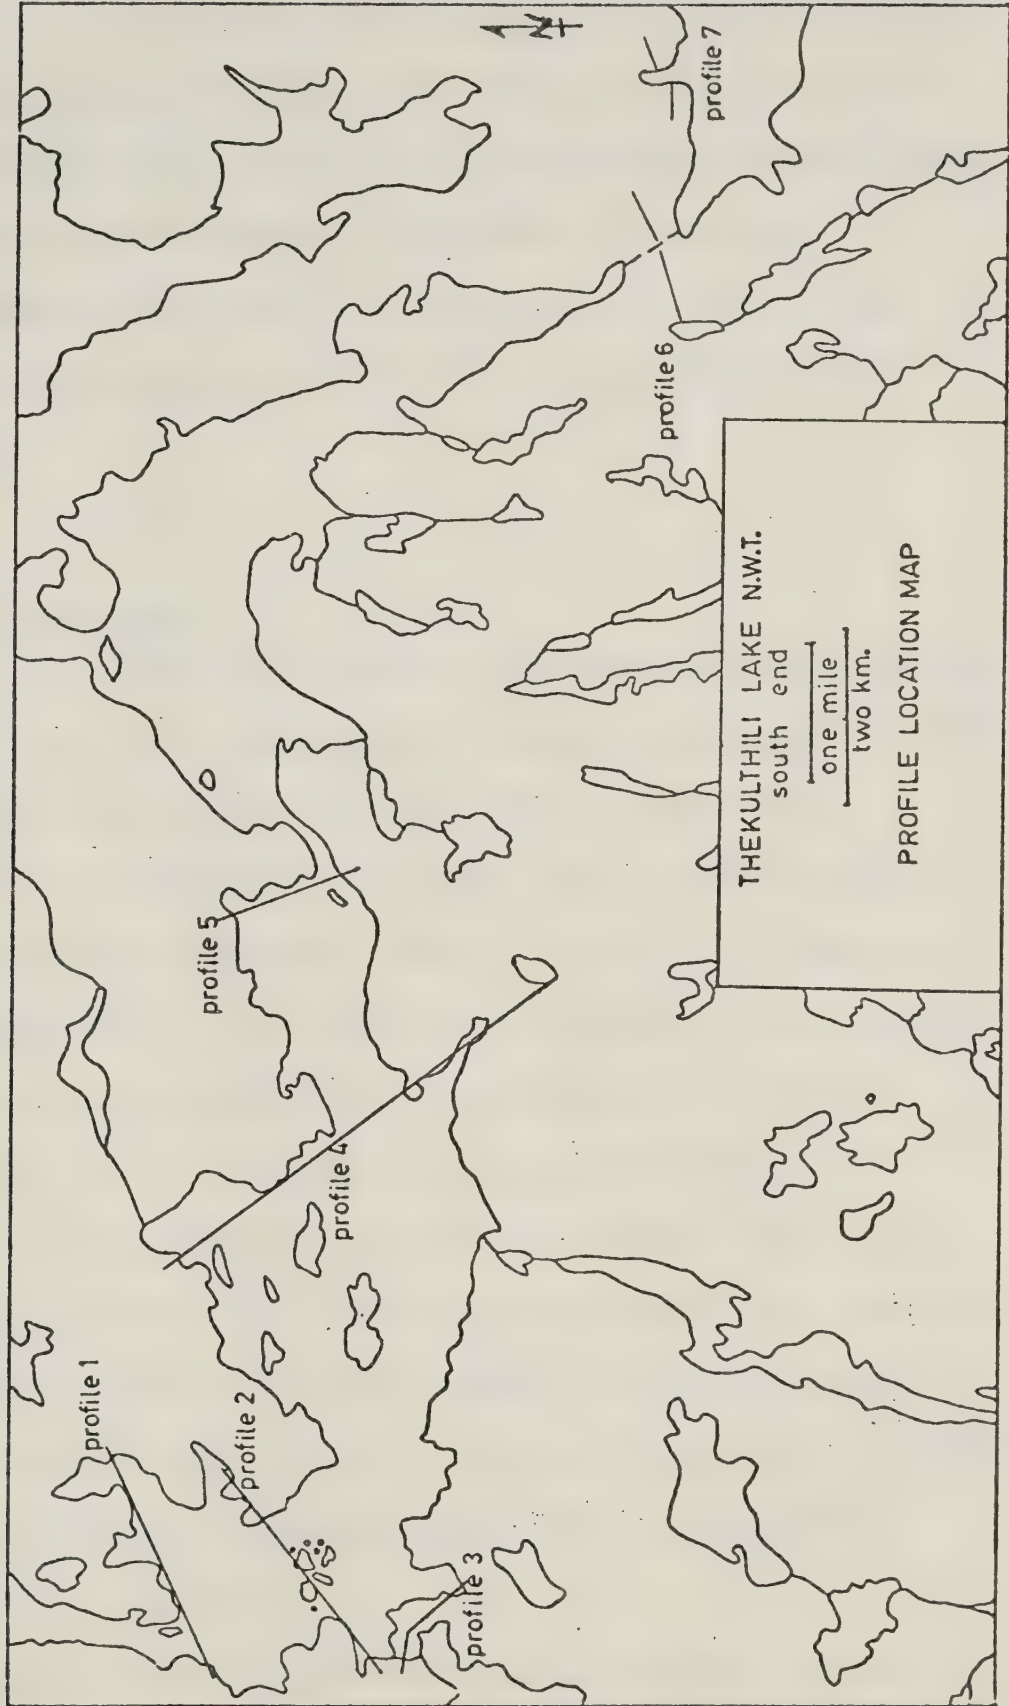 profile 1
profile 2
profile 3
profile 4
profile 5
profile 6
profile 7
N
THEKULTHILI LAKE N.W.T.
south end
one mile
two km.
PROFILE LOCATION MAP